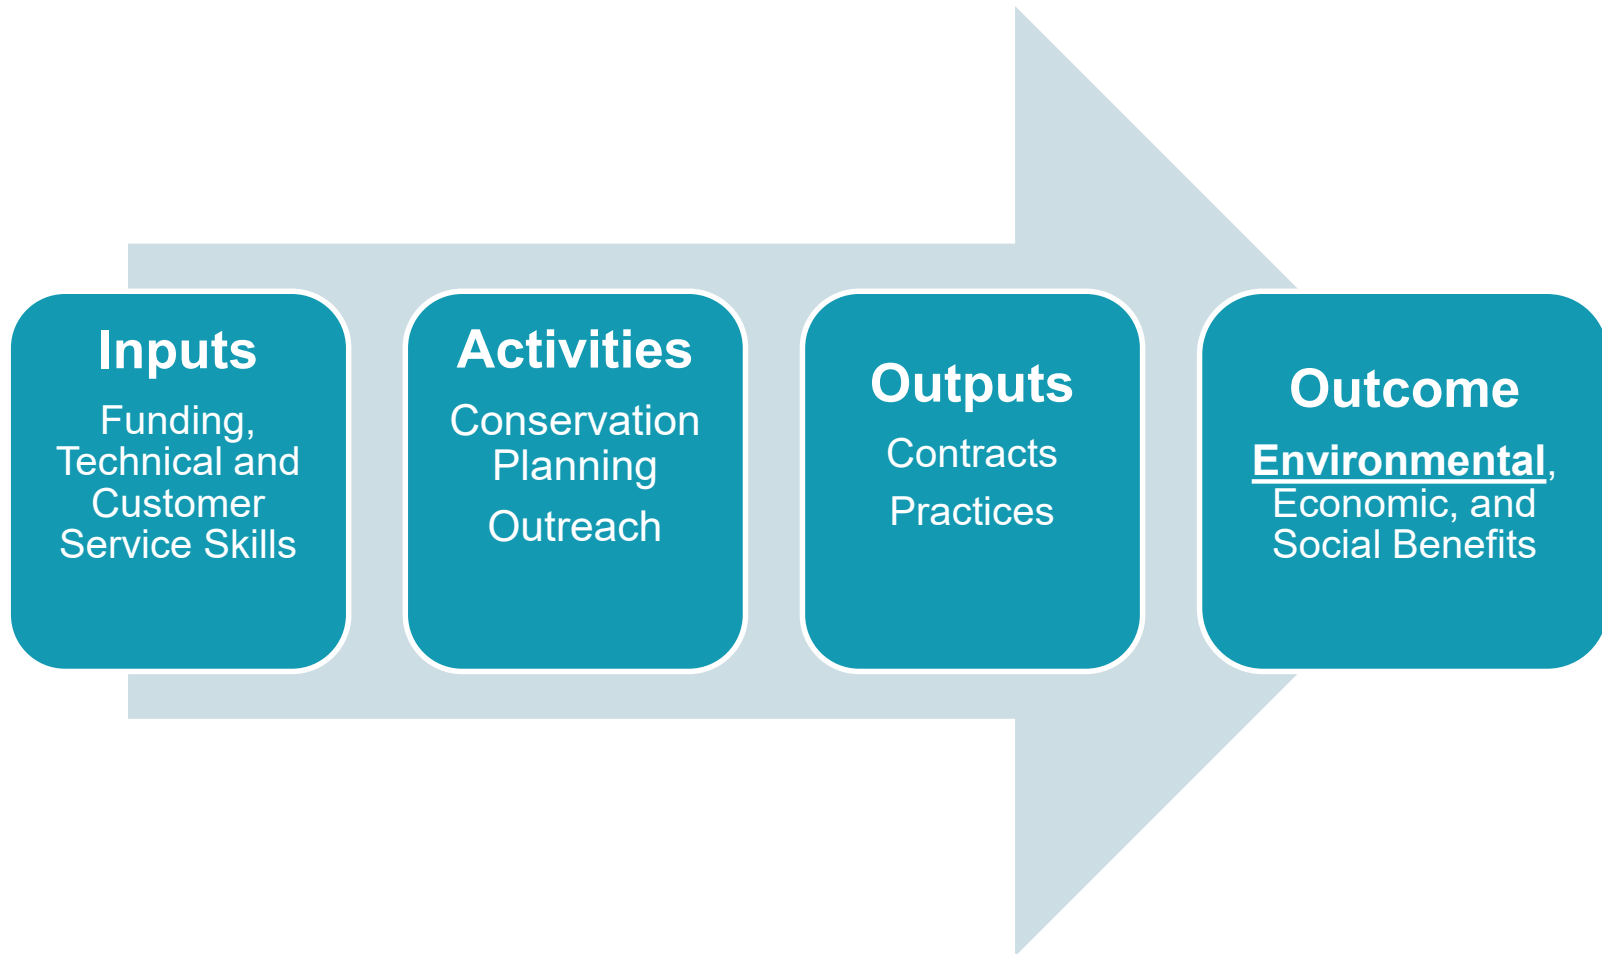 Inputs
Funding,
Technical and
Customer
Service Skills
Activities
Conservation
Planning
Outreach
Outputs
Contracts
Practices
Outcome
Environmental,
Economic, and
Social Benefits